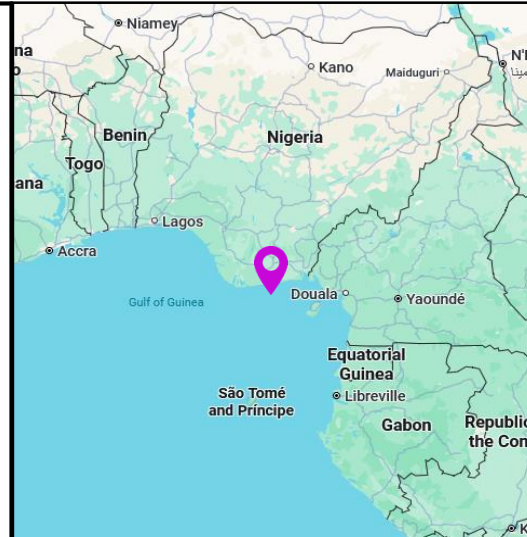 Niamey
na
o
Kano
Maiduguri
N'
Benin
Nigeria
Togo
ana
Lagos
Accra
Gulf of Guinea
Douala
Yaoundé
Equatorial
Guinea
São Tomé
and Príncipe
Libreville
Gabon
Republic
the Con
K